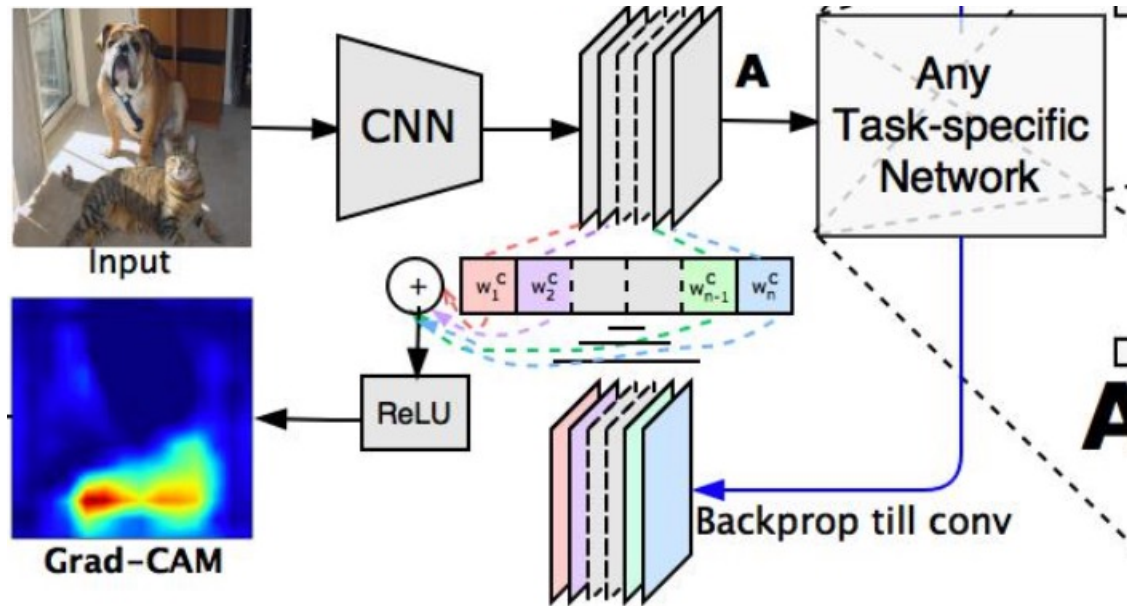 CNN
A
Any
Task-specific
Network
Input
+
w₁ᶜ w₂ᶜ wₙ₋₁ᶜ wₙᶜ
ReLU
A
Grad-CAM
Backprop till conv